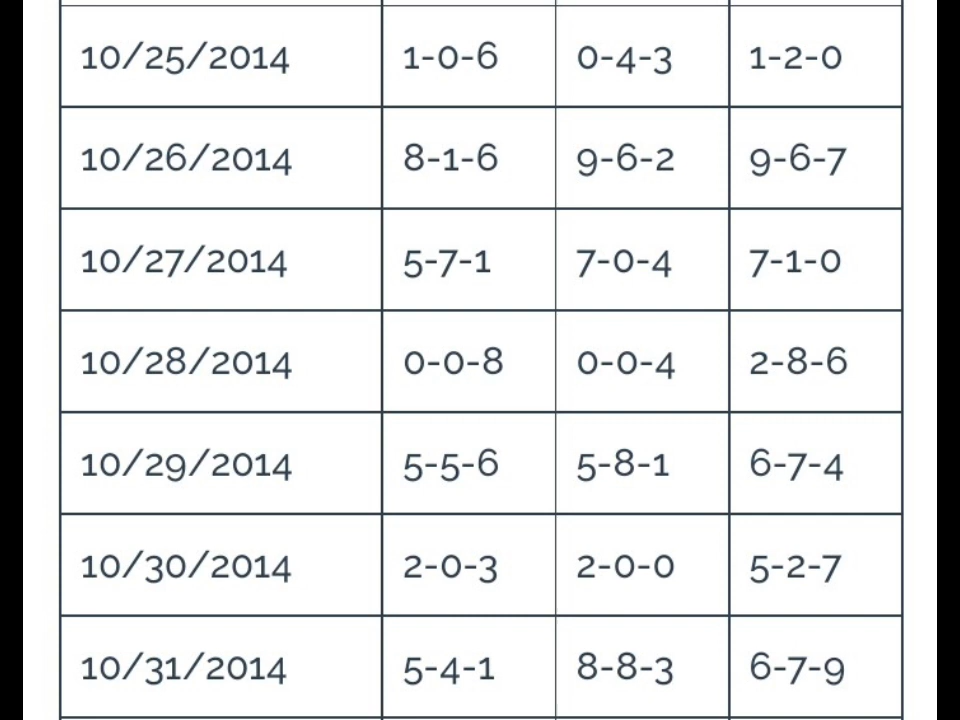 10/25/2014 1-0-6 0-4-3 1-2-0
10/26/2014 8-1-6 9-6-2 9-6-7
10/27/2014 5-7-1 7-0-4 7-1-0
10/28/2014 0-0-8 0-0-4 2-8-6
10/29/2014 5-5-6 5-8-1 6-7-4
10/30/2014 2-0-3 2-0-0 5-2-7
10/31/2014 5-4-1 8-8-3 6-7-9